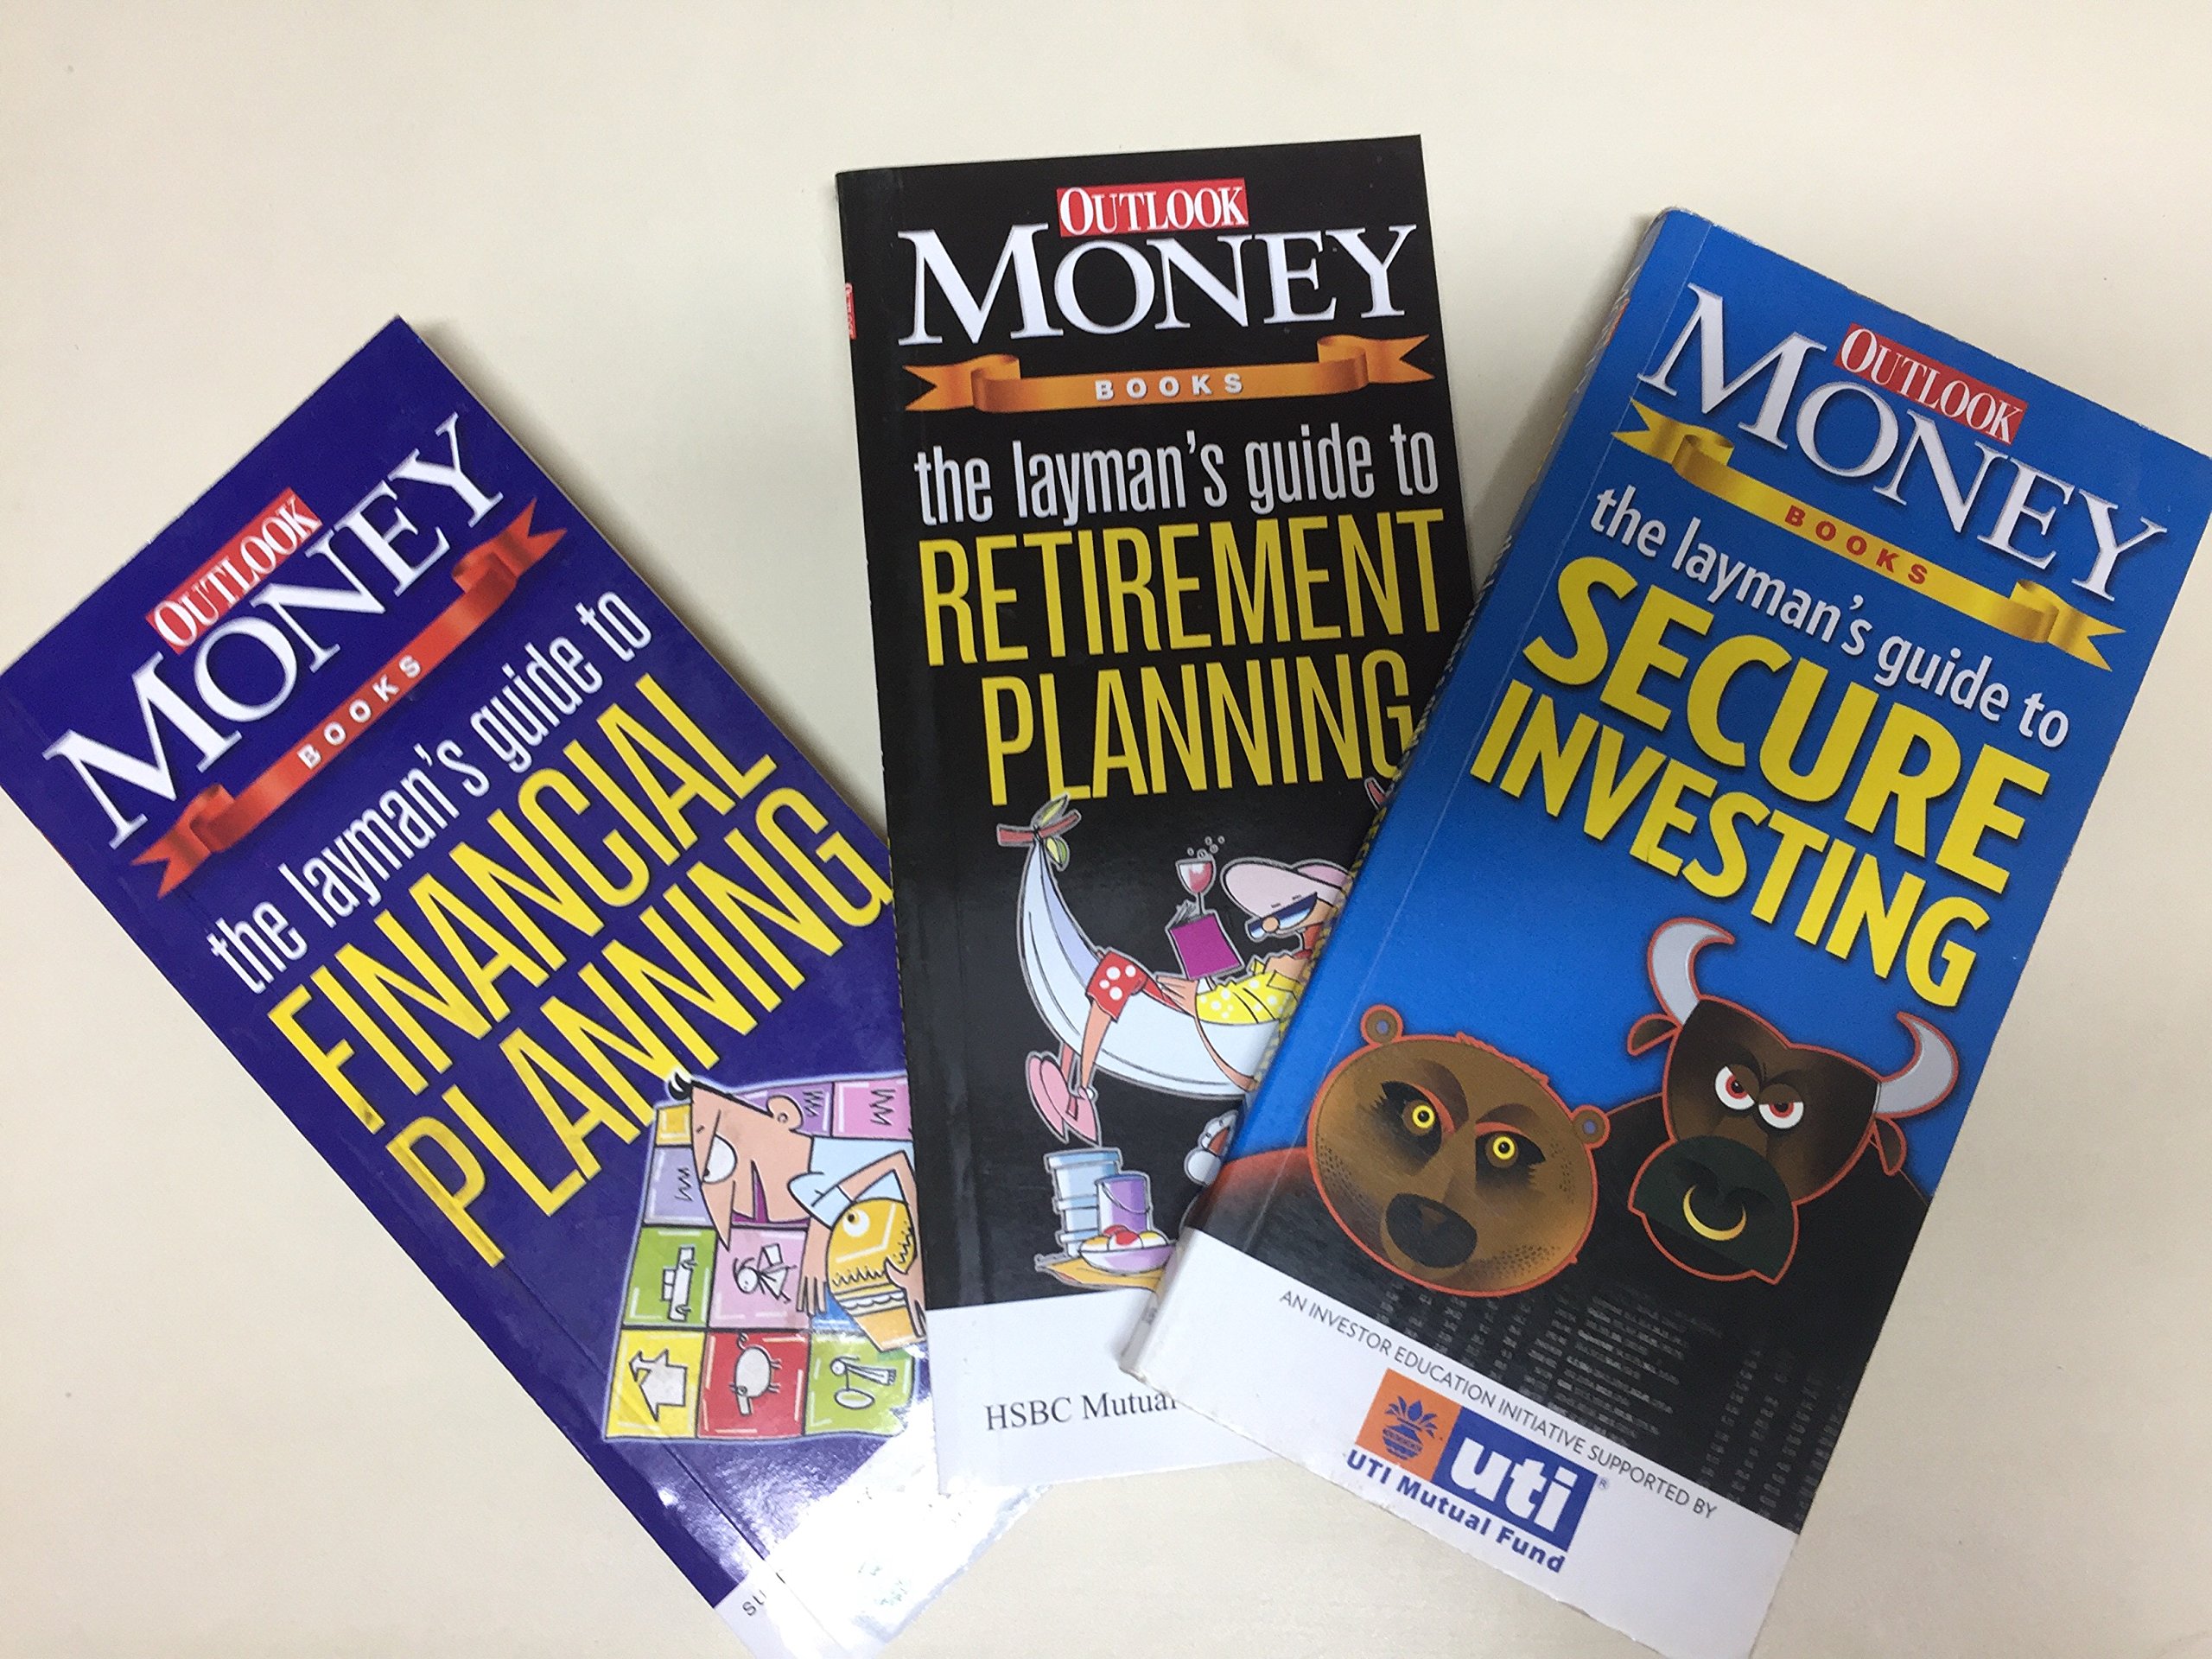 OUTLOOK
MONEY
BOOKS
the layman's guide to
FINANCIAL
PLANNING
OUTLOOK
MONEY
BOOKS
the layman's guide to
RETIREMENT
PLANNING
HSBC Mutual
OUTLOOK
MONEY
BOOKS
the layman's guide to
SECURE
INVESTING
AN INVESTOR EDUCATION INITIATIVE SUPPORTED BY
uti
UTI Mutual Fund